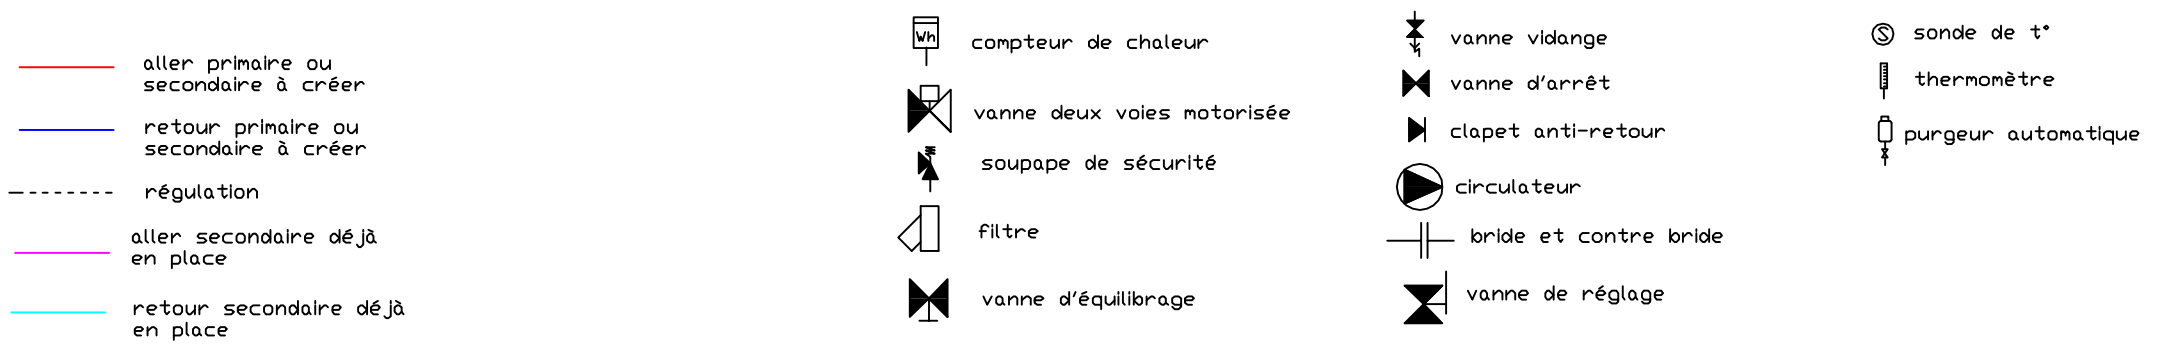 aller primaire ou
secondaire à créer
retour primaire ou
secondaire à créer
régulation
aller secondaire déjà
en place
retour secondaire déjà
en place
Wh
compteur de chaleur
vanne deux voies motorisée
soupape de sécurité
filtre
vanne d'équilibrage
vanne vidange
vanne d'arrêt
clapet anti-retour
circulateur
bride et contre bride
vanne de réglage
S
sonde de t°
thermomètre
purgeur automatique